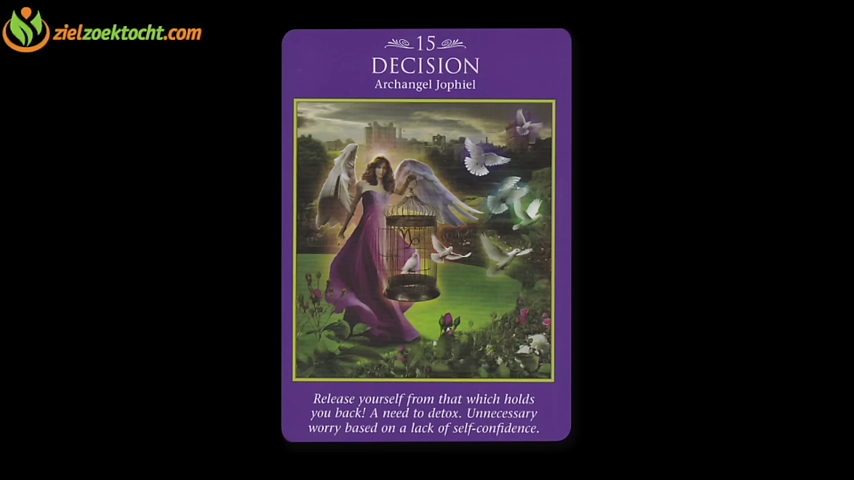 zielzoektocht.com
15
DECISION
Archangel Jophiel
Release yourself from that which holds
you back! A need to detox. Unnecessary
worry based on a lack of self-confidence.